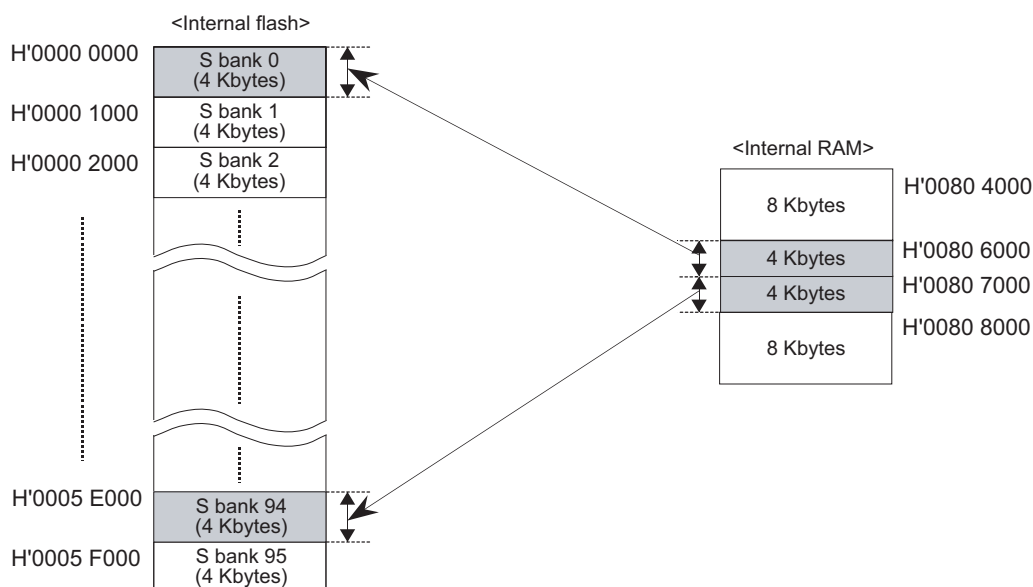 <Internal flash>
H'0000 0000
S bank 0
(4 Kbytes)
H'0000 1000
S bank 1
(4 Kbytes)
H'0000 2000
S bank 2
(4 Kbytes)
H'0005 E000
S bank 94
(4 Kbytes)
H'0005 F000
S bank 95
(4 Kbytes)
<Internal RAM>
H'0080 4000
8 Kbytes
H'0080 6000
4 Kbytes
H'0080 7000
4 Kbytes
H'0080 8000
8 Kbytes